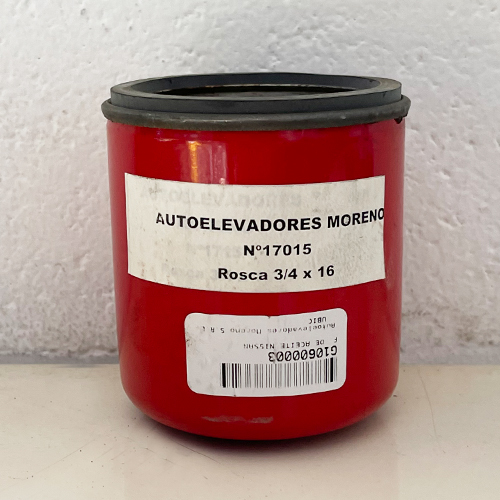 AUTOELEVADORES MORENO
Nº17015
Rosca 3/4 x 16
G10600003
F DE ACEITE NISSAN
Autoelevadores Moreno S R L
UBIC